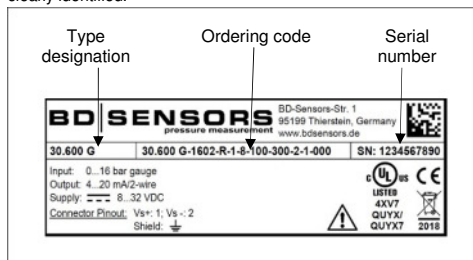 Type
designation
Ordering code
Serial
number
BD|SENSORS
pressure measurement
BD-Sensors-Str. 1
95199 Thierstein, Germany
www.bdsensors.de
30.600 G
30.600 G-1602-R-1-8-100-300-2-1-000
SN: 1234567890
Input: 0...16 bar
gauge
Output: 4...20 mA/2-wire
Supply: 8...32 VDC
Connector Pinout: Vs+: 1; Vs-: 2
Shield:
c UL us CE
LISTED
4XV7
QUYX/
QUYX7
2018